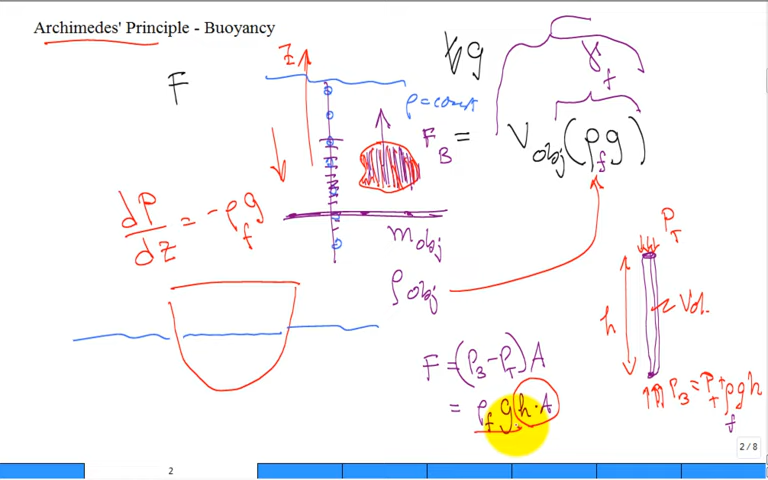 Archimedes' Principle - Buoyancy
Z
F
ρ=const
F_B = V_obj(ρ_f g)
γ_f
dP/dz = -ρ_f g
m_obj
ρ_obj
P_T
h
Vol.
F = (P_B - P_T) A
= ρ_f g h · A
P_B = P_T + ρ_f g h
2 / 8
2